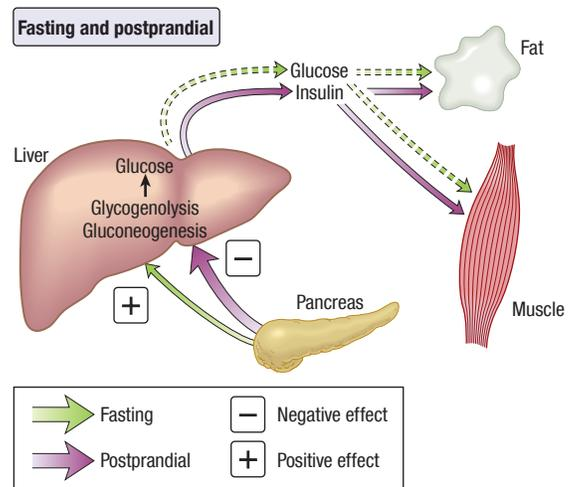 Fasting and postprandial
Glucose
Insulin
Fat
Liver
Glucose
Glycogenolysis
Gluconeogenesis
−
+
Pancreas
Muscle
Fasting
− Negative effect
Postprandial
+ Positive effect